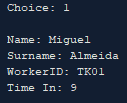 Choice: 1
Name: Miguel
Surname: Almeida
WorkerID: TK01
Time In: 9